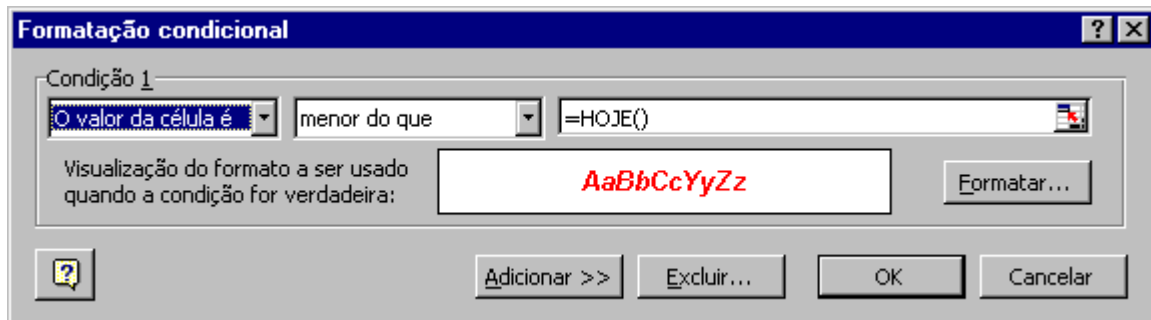 Formatação condicional
Condição 1
O valor da célula é menor do que =HOJE()
Visualização do formato a ser usado
quando a condição for verdadeira:
AaBbCcYyZz
Formatar...
Adicionar >> Excluir... OK Cancelar